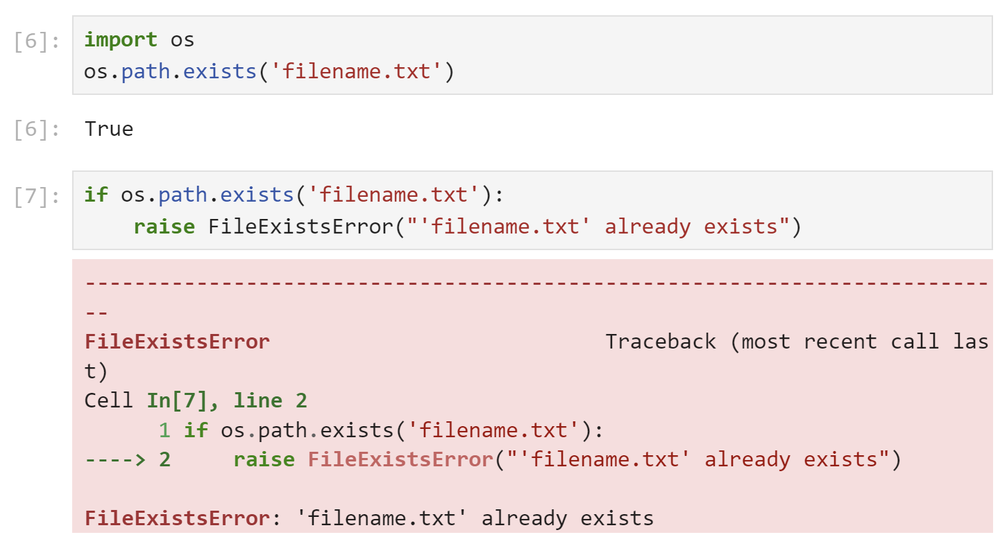 [6]: import os
os.path.exists('filename.txt')
[6]: True
[7]: if os.path.exists('filename.txt'):
    raise FileExistsError("'filename.txt' already exists")
-------------------------------------------------------------------------
--
FileExistsError                           Traceback (most recent call las
t)
Cell In[7], line 2
      1 if os.path.exists('filename.txt'):
----> 2     raise FileExistsError("'filename.txt' already exists")
FileExistsError: 'filename.txt' already exists